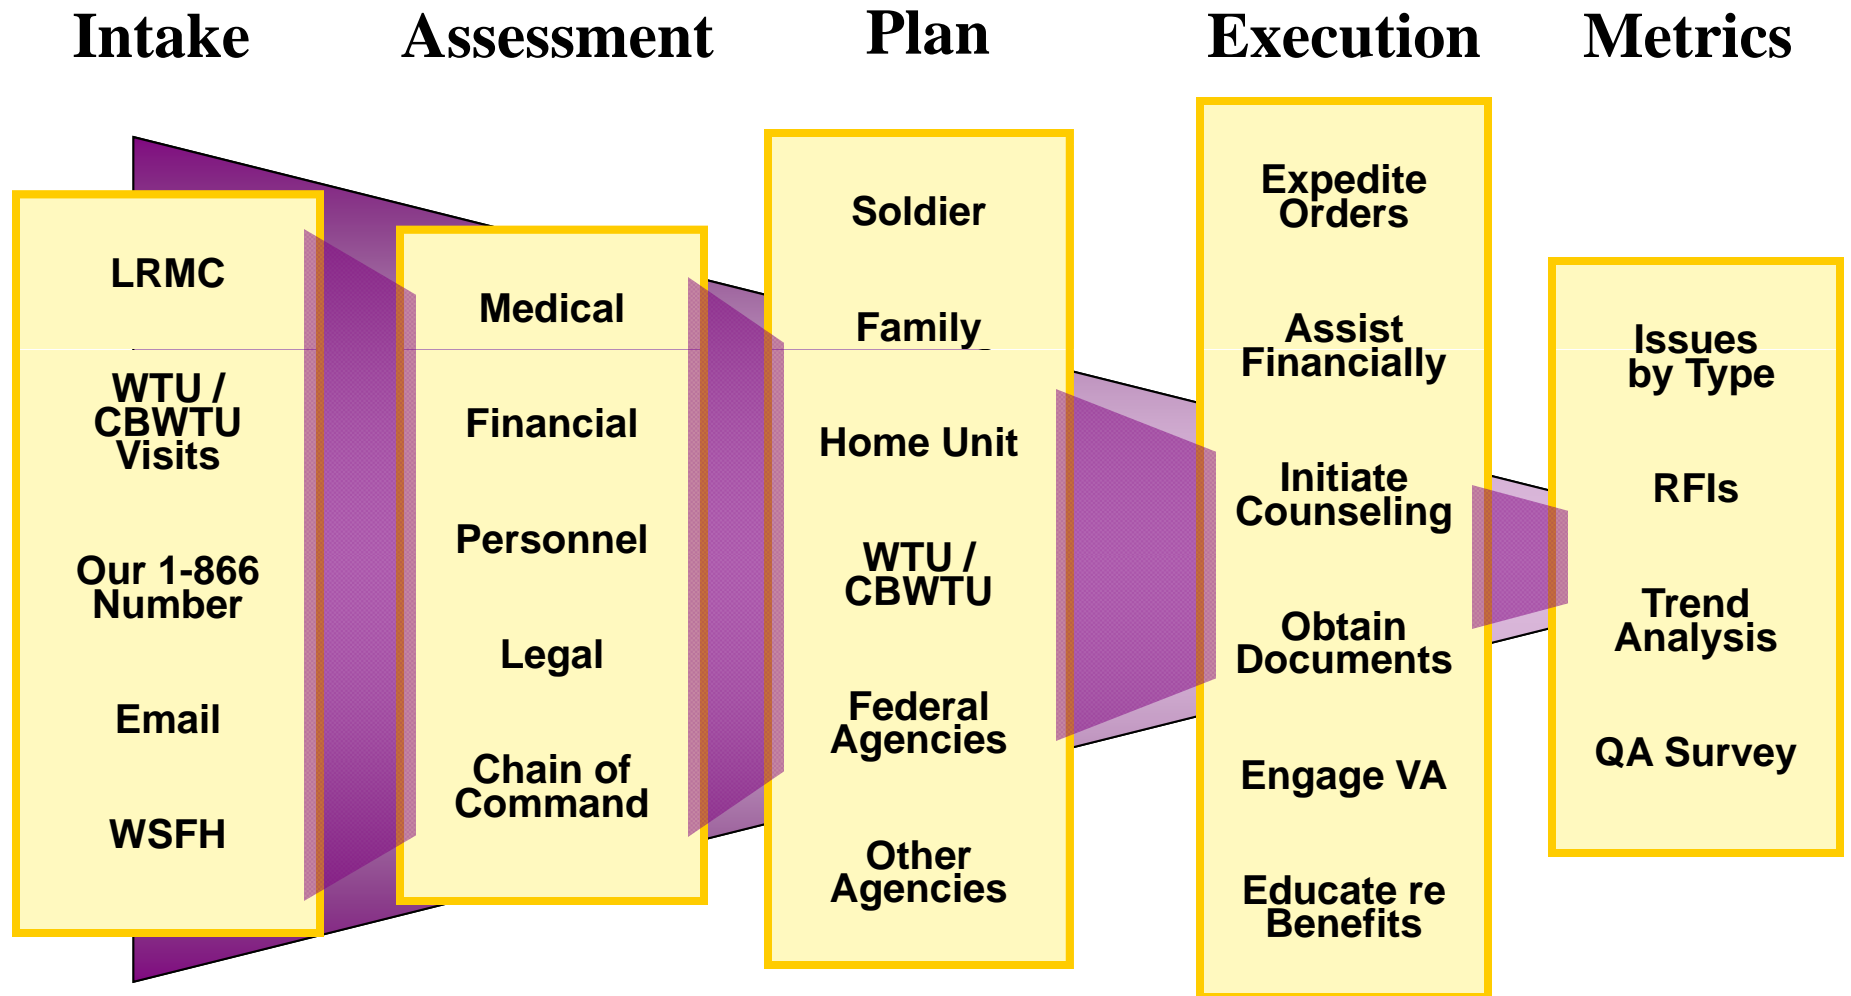 Intake
Assessment
Plan
Execution
Metrics
LRMC
WTU /
CBWTU
Visits
Our 1-866
Number
Email
WSFH
Medical
Financial
Personnel
Legal
Chain of
Command
Soldier
Family
Home Unit
WTU /
CBWTU
Federal
Agencies
Other
Agencies
Expedite
Orders
Assist
Financially
Initiate
Counseling
Obtain
Documents
Engage VA
Educate re
Benefits
Issues
by Type
RFIs
Trend
Analysis
QA Survey